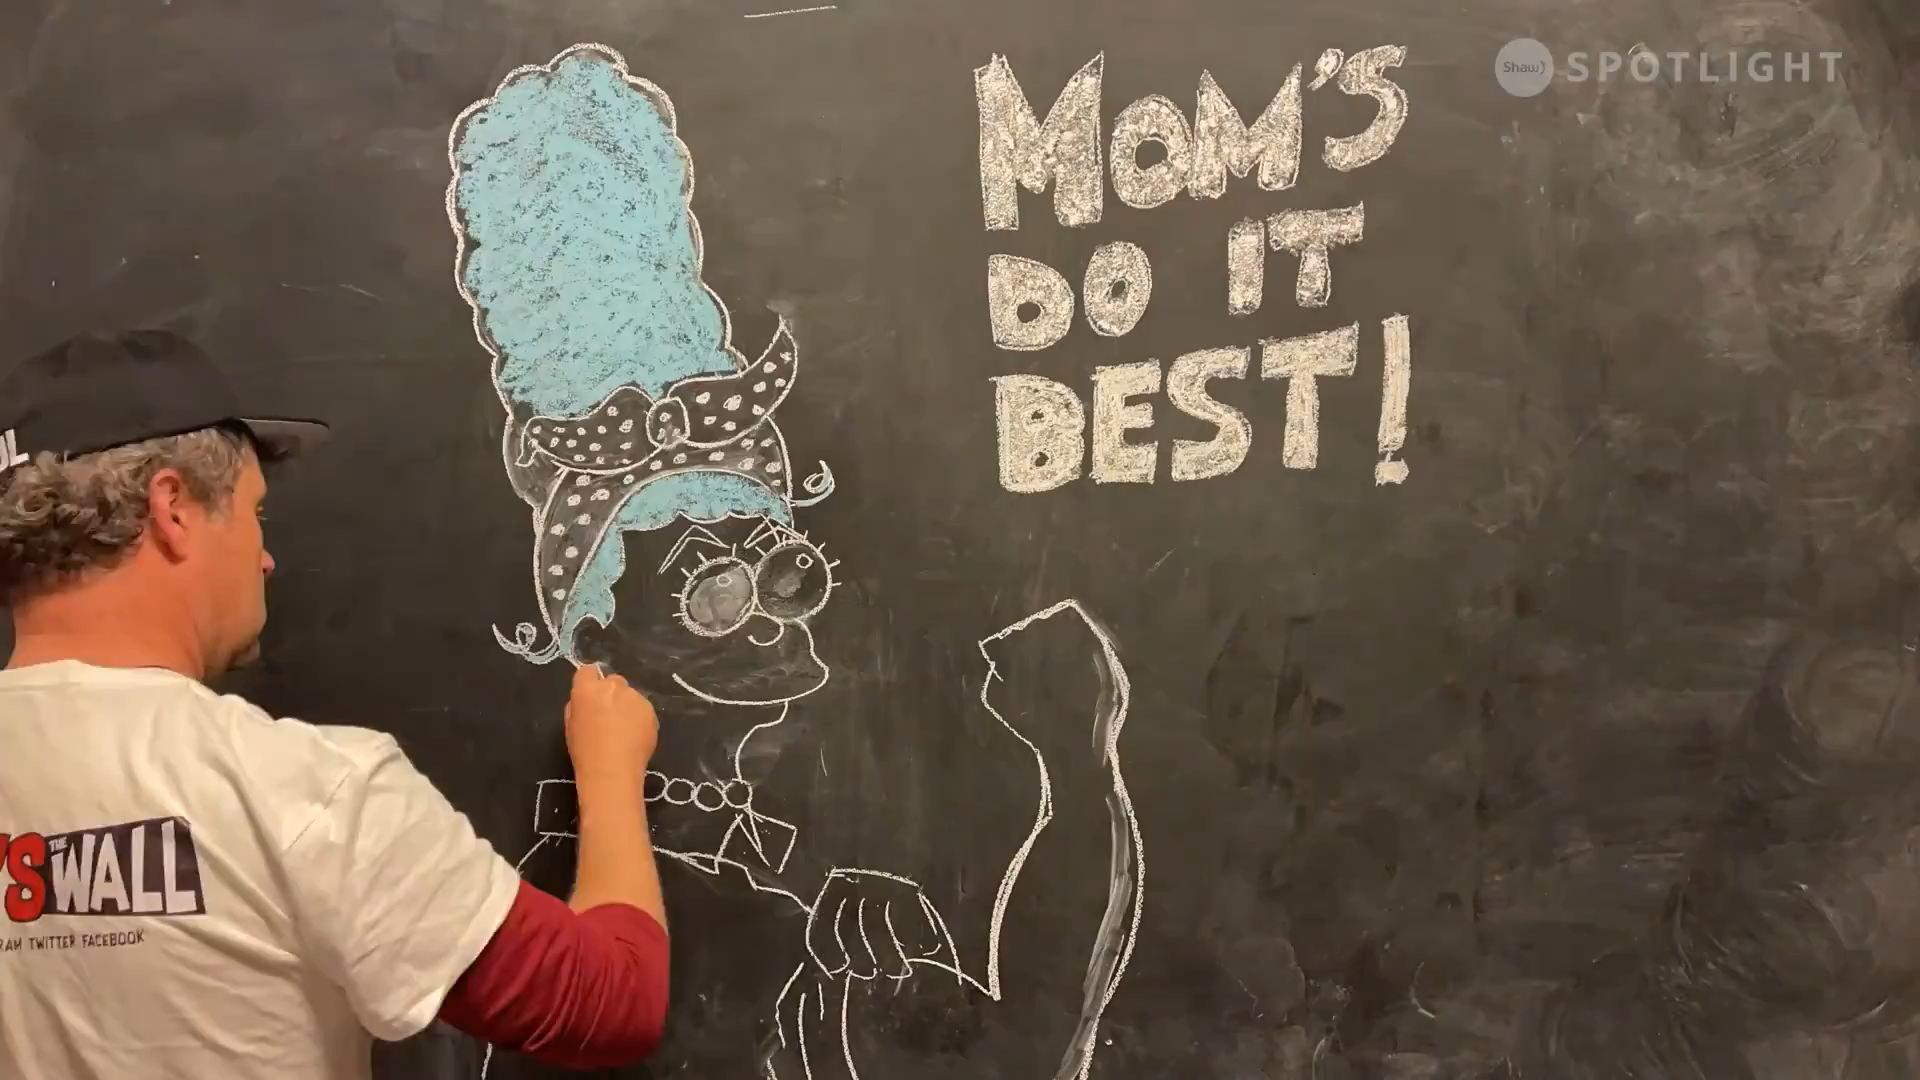 Shaw) SPOTLIGHT
MOM'S
DO IT
BEST!
THE
S WALL
TWITTER FACEBOOK